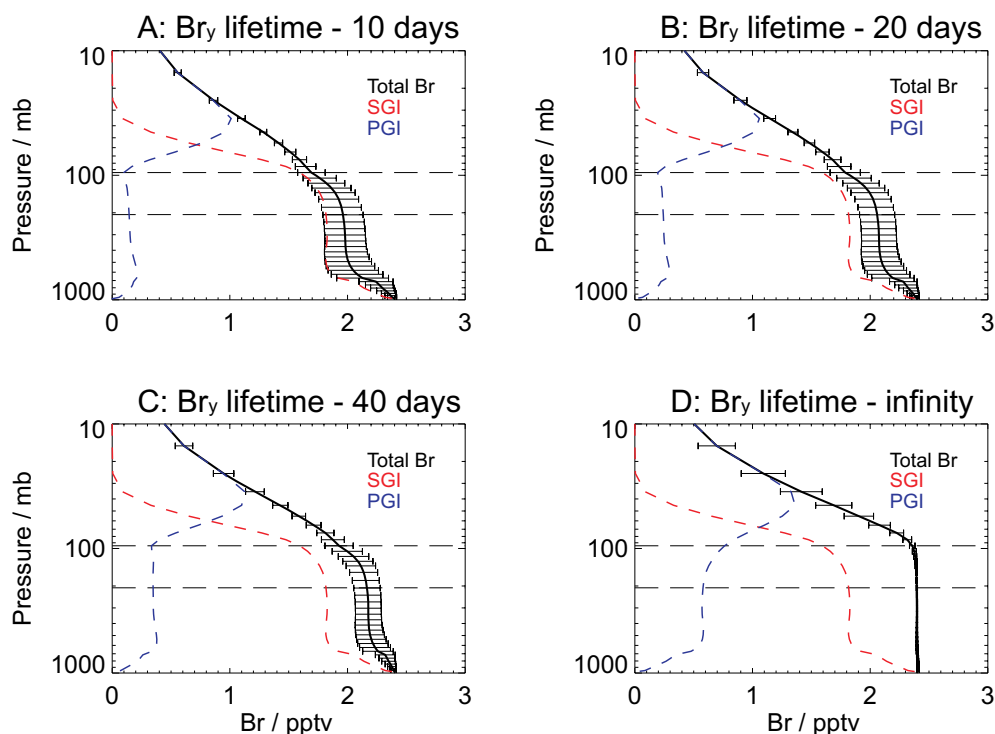 A: Bry lifetime - 10 days
Pressure / mb
10
100
1000
0 1 2 3
Total Br
SGI
PGI
B: Bry lifetime - 20 days
Pressure / mb
10
100
1000
0 1 2 3
Total Br
SGI
PGI
C: Bry lifetime - 40 days
Pressure / mb
10
100
1000
0 1 2 3
Br / pptv
Total Br
SGI
PGI
D: Bry lifetime - infinity
Pressure / mb
10
100
1000
0 1 2 3
Br / pptv
Total Br
SGI
PGI